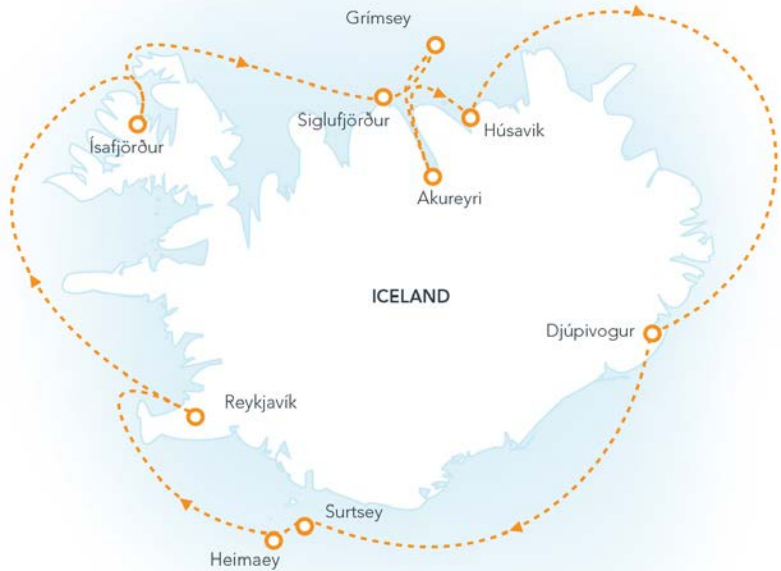 Grímsey
Siglufjörður
Húsavik
Ísafjörður
Akureyri
ICELAND
Djúpivogur
Reykjavík
Surtsey
Heimaey